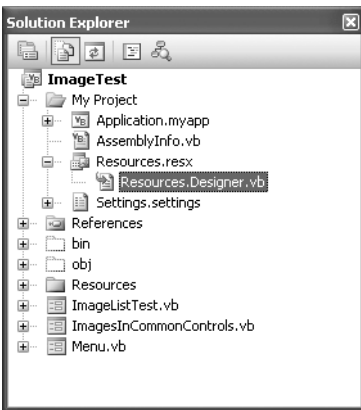 Solution Explorer
ImageTest
My Project
Application.myapp
AssemblyInfo.vb
Resources.resx
Resources.Designer.vb
Settings.settings
References
bin
obj
Resources
ImageListTest.vb
ImagesInCommonControls.vb
Menu.vb